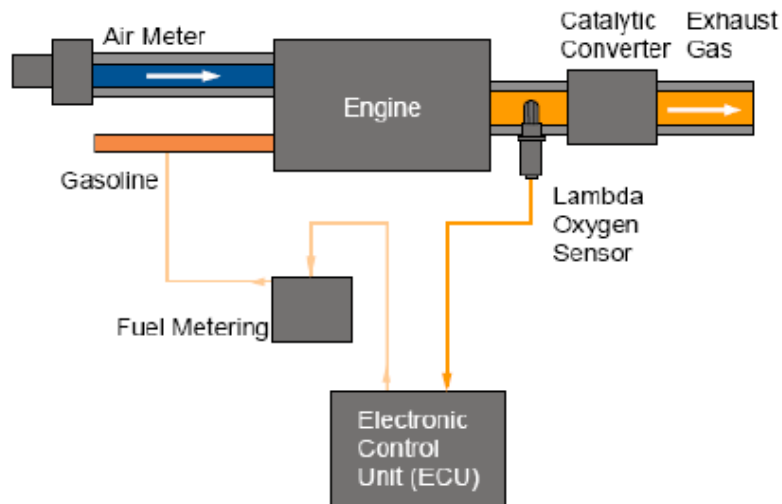 Air Meter
Catalytic
Converter
Exhaust
Gas
Engine
Gasoline
Lambda
Oxygen
Sensor
Fuel Metering
Electronic
Control
Unit (ECU)